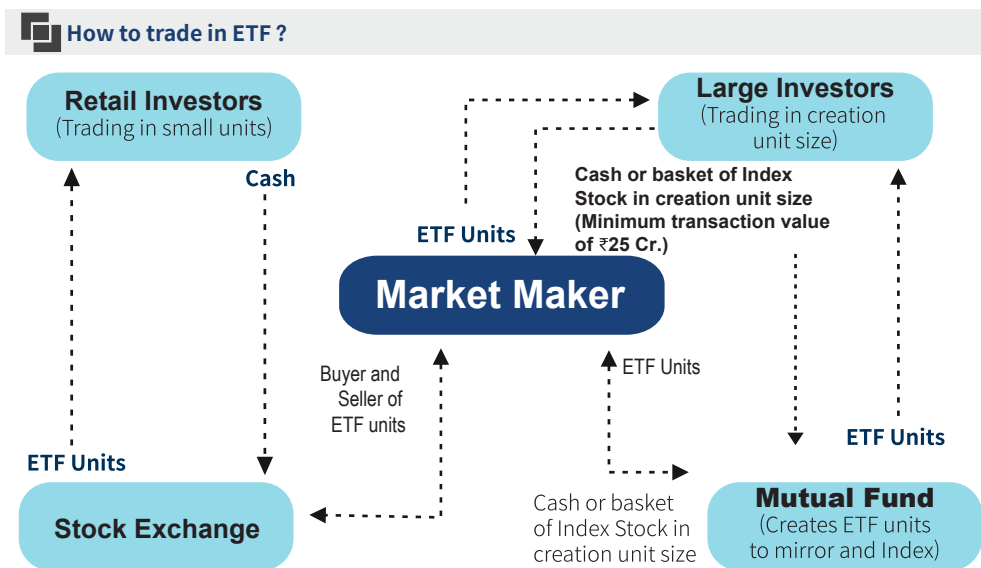 How to trade in ETF ?
Retail Investors
(Trading in small units)
Large Investors
(Trading in creation
unit size)
Cash
Cash or basket of Index
Stock in creation unit size
(Minimum transaction value
of ₹25 Cr.)
ETF Units
Market Maker
Buyer and
Seller of
ETF units
ETF Units
ETF Units
ETF Units
Stock Exchange
Cash or basket
of Index Stock in
creation unit size
Mutual Fund
(Creates ETF units
to mirror and Index)